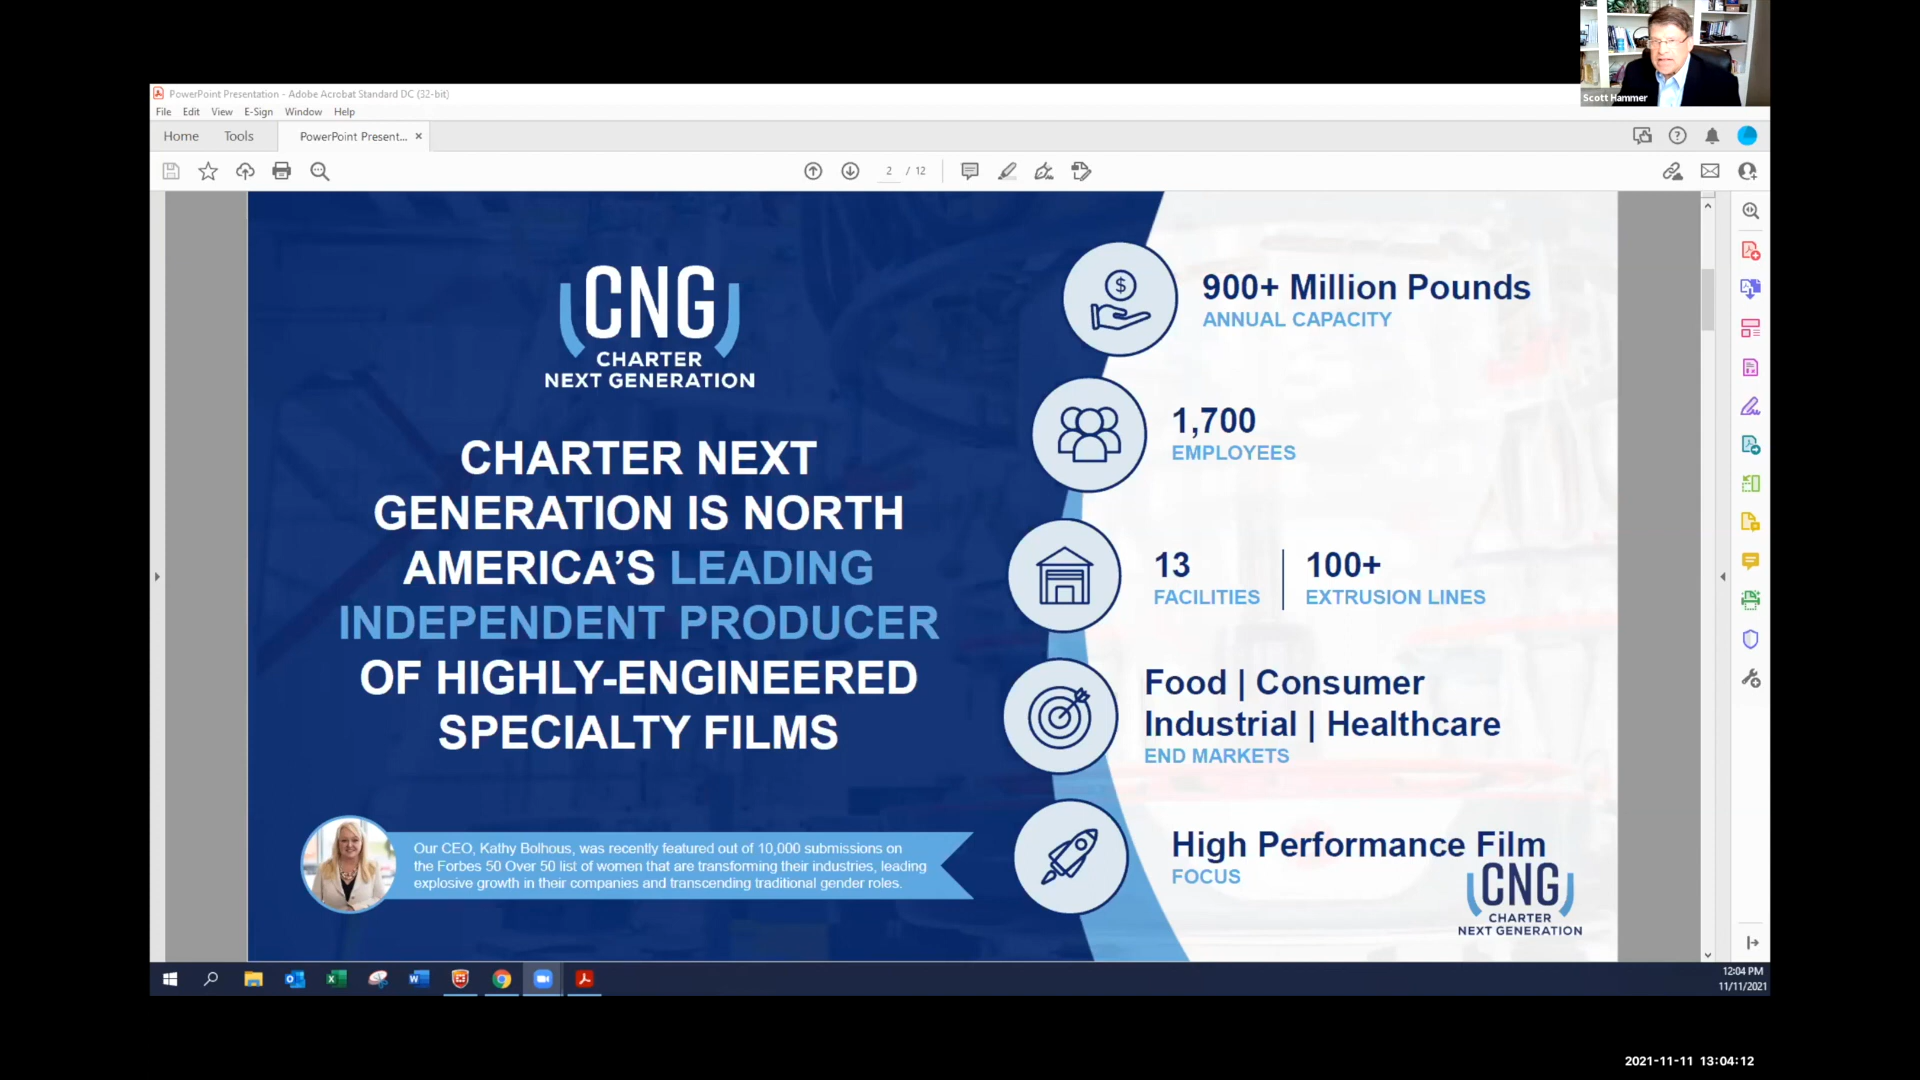 Scott Hammer
PowerPoint Presentation - Adobe Acrobat Standard DC (32-bit)
File Edit View E-Sign Window Help
Home Tools PowerPoint Present... ×
2 / 12
CNG
CHARTER
NEXT GENERATION
CHARTER NEXT
GENERATION IS NORTH
AMERICA'S LEADING
INDEPENDENT PRODUCER
OF HIGHLY-ENGINEERED
SPECIALTY FILMS
Our CEO, Kathy Bolhous, was recently featured out of 10,000 submissions on
the Forbes 50 Over 50 list of women that are transforming their industries, leading
explosive growth in their companies and transcending traditional gender roles.
$
900+ Million Pounds
ANNUAL CAPACITY
1,700
EMPLOYEES
13
FACILITIES
100+
EXTRUSION LINES
Food | Consumer
Industrial | Healthcare
END MARKETS
High Performance Film
FOCUS
CNG
CHARTER
NEXT GENERATION
12:04 PM
11/11/2021
2021-11-11 13:04:12